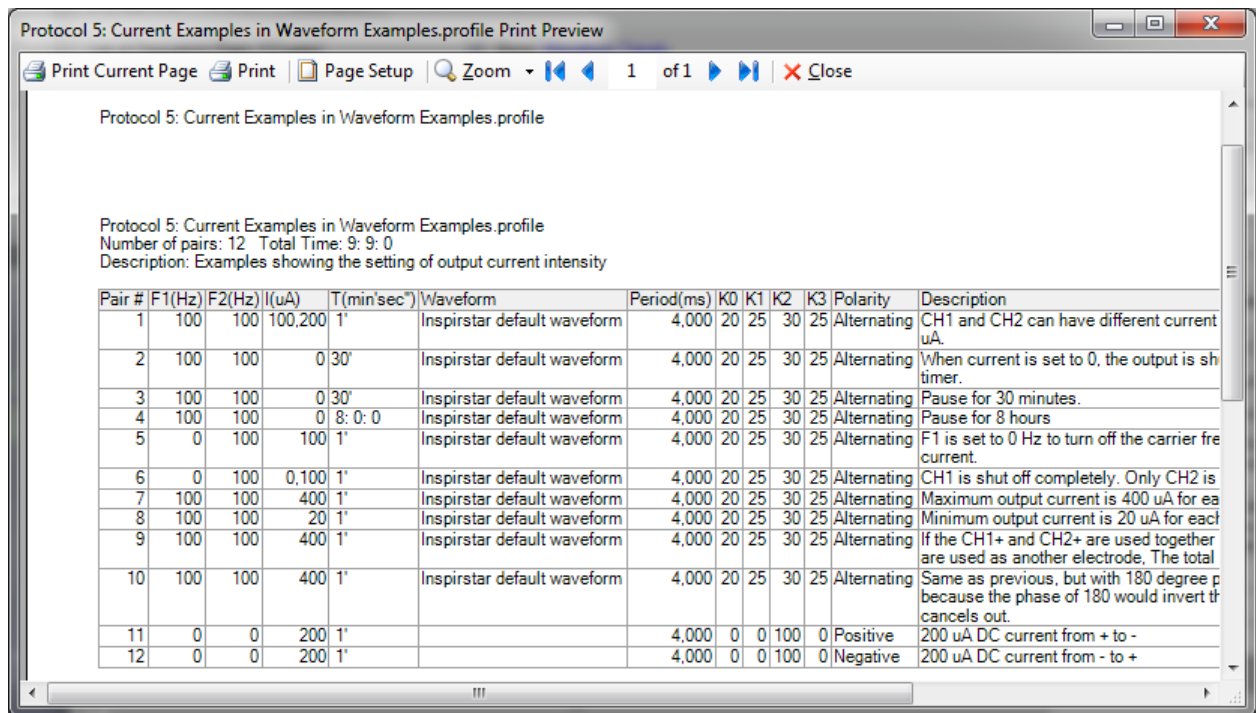 Protocol 5: Current Examples in Waveform Examples.profile Print Preview
Print Current Page Print Page Setup Zoom 1 of 1 Close
Protocol 5: Current Examples in Waveform Examples.profile
Protocol 5: Current Examples in Waveform Examples.profile
Number of pairs: 12 Total Time: 9: 9: 0
Description: Examples showing the setting of output current intensity
Pair # F1(Hz) F2(Hz) I(uA) T(min'sec") Waveform Period(ms) K0 K1 K2 K3 Polarity Description
1 100 100 100,200 1' Inspirstar default waveform 4,000 20 25 30 25 Alternating CH1 and CH2 can have different current
uA.
2 100 100 0 30' Inspirstar default waveform 4,000 20 25 30 25 Alternating When current is set to 0, the output is
timer.
3 100 100 0 30' Inspirstar default waveform 4,000 20 25 30 25 Alternating Pause for 30 minutes.
4 100 100 0 8: 0: 0 Inspirstar default waveform 4,000 20 25 30 25 Alternating Pause for 8 hours
5 0 100 100 1' Inspirstar default waveform 4,000 20 25 30 25 Alternating F1 is set to 0 Hz to turn off the carrier fre
current.
6 0 100 0,100 1' Inspirstar default waveform 4,000 20 25 30 25 Alternating CH1 is shut off completely. Only CH2 is
7 100 100 400 1' Inspirstar default waveform 4,000 20 25 30 25 Alternating Maximum output current is 400 uA for ea
8 100 100 20 1' Inspirstar default waveform 4,000 20 25 30 25 Alternating Minimum output current is 20 uA for each
9 100 100 400 1' Inspirstar default waveform 4,000 20 25 30 25 Alternating If the CH1+ and CH2+ are used together
are used as another electrode, The total
10 100 100 400 1' Inspirstar default waveform 4,000 20 25 30 25 Alternating Same as previous, but with 180 degree p
because the phase of 180 would invert th
cancels out.
11 0 0 200 1' 4,000 0 0 100 0 Positive 200 uA DC current from + to -
12 0 0 200 1' 4,000 0 0 100 0 Negative 200 uA DC current from - to +